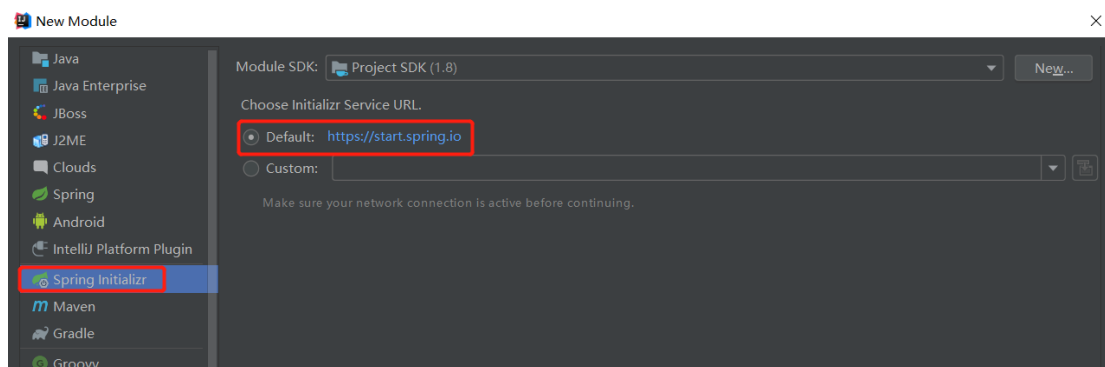 New Module
Java
Java Enterprise
JBoss
J2ME
Clouds
Spring
Android
IntelliJ Platform Plugin
Spring Initializr
Maven
Gradle
Groovy
Module SDK: Project SDK (1.8) New...
Choose Initializr Service URL.
Default: https://start.spring.io
Custom:
Make sure your network connection is active before continuing.